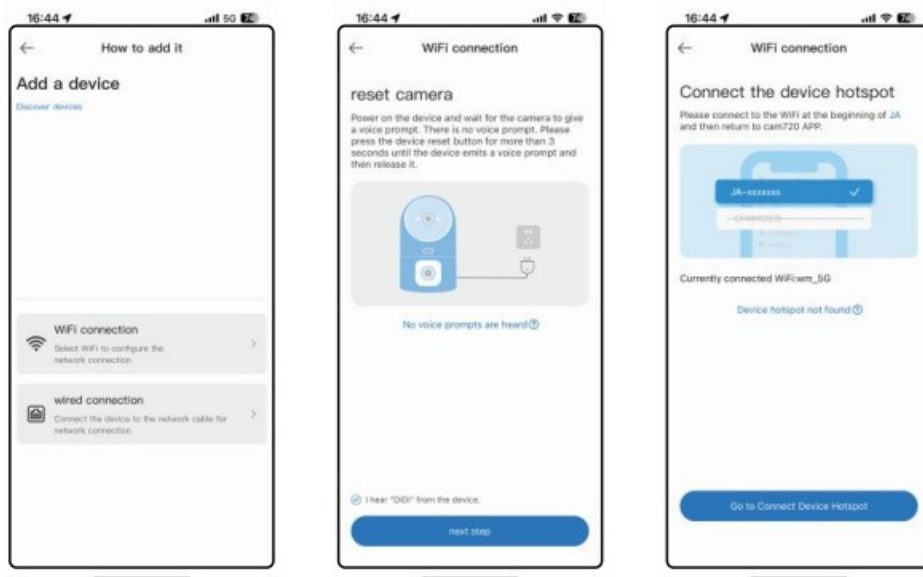 16:44
5G 74
How to add it
Add a device
Discover devices
WiFi connection
Select WiFi to configure the
network connection
wired connection
Connect the device to the network cable for
network connection
16:44
74
WiFi connection
reset camera
Power on the device and wait for the camera to give
a voice prompt. There is no voice prompt. Please
press the device reset button for more than 3
seconds until the device emits a voice prompt and
then release it.
No voice prompts are heard
I hear "DIDI" from the device.
next step
16:44
74
WiFi connection
Connect the device hotspot
Please connect to the WiFi at the beginning of JA
and then return to cam720 APP.
JA-xxxxxxx
Currently connected WiFi:wm_5G
Device hotspot not found
Go to Connect Device Hotspot